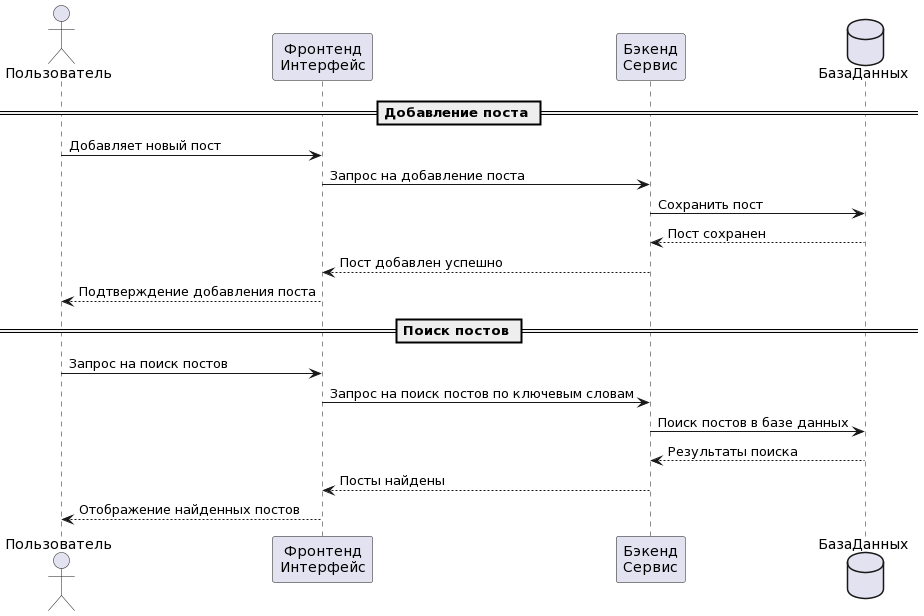 Пользователь
Фронтенд
Интерфейс
Бэкенд
Сервис
БазаДанных
Добавление поста
Добавляет новый пост
Запрос на добавление поста
Сохранить пост
Пост сохранен
Пост добавлен успешно
Подтверждение добавления поста
Поиск постов
Запрос на поиск постов
Запрос на поиск постов по ключевым словам
Поиск постов в базе данных
Результаты поиска
Посты найдены
Отображение найденных постов
Пользователь
Фронтенд
Интерфейс
Бэкенд
Сервис
БазаДанных